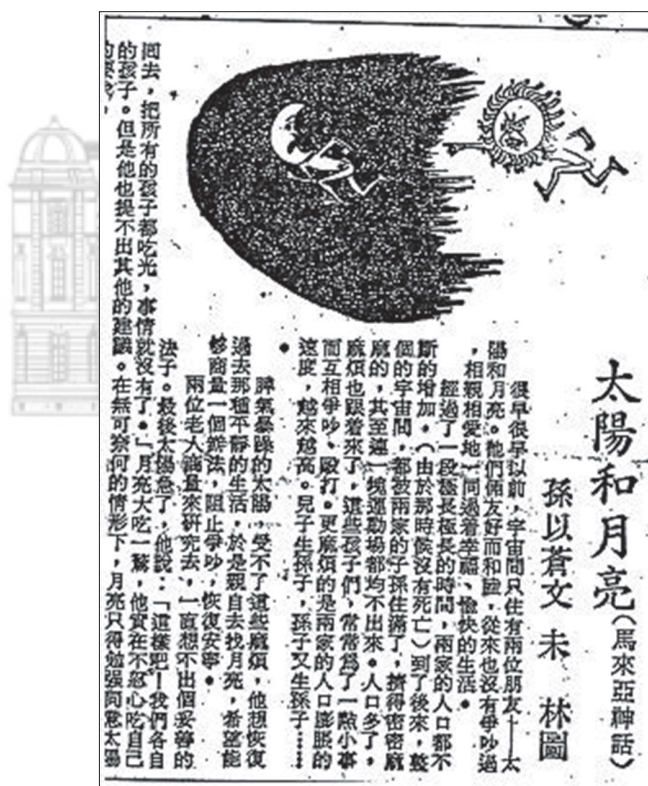 太陽和月亮(馬來亞神話)
孫以蒼文 未 林圖
很早很早以前,宇宙間只住有兩位朋友——太
陽和月亮。他們倆友好而和睦,從來也沒有爭吵過
,相親相愛地一同過着幸福、愉快的生活。
經過了一段極長極長的時間,兩家的人口都不
斷的增加,(由於那時候沒有死亡)到了後來,整
個的宇宙間,都被兩家的子孫住滿了,擠得密密麻
麻的,甚至連一塊運動場都均不出來。人口多了,
麻煩也跟着來了,這些孩子們,常常爲了一點小事
而互相爭吵、毆打。更麻煩的是兩家的人口膨脹的
速度,越來越高。兒子生孫子,孫子又生孫子……
。
脾氣暴躁的太陽,受不了這些麻煩,他想恢復
過去那種平靜的生活,於是親自去找月亮,希望能
够商量一個辦法,阻止爭吵,恢復安寧。
兩位老人商量來研究去,一直想不出個妥善的
法子。最後太陽急了,他說:「這樣吧!我們各自
回去,把所有的孩子都吃光,事情就沒有了。」月亮大吃一驚,他實在不忍心吃自己
的孩子。但是他也提不出其他的建議。在無可奈何的情形下,月亮只得勉强同意太陽